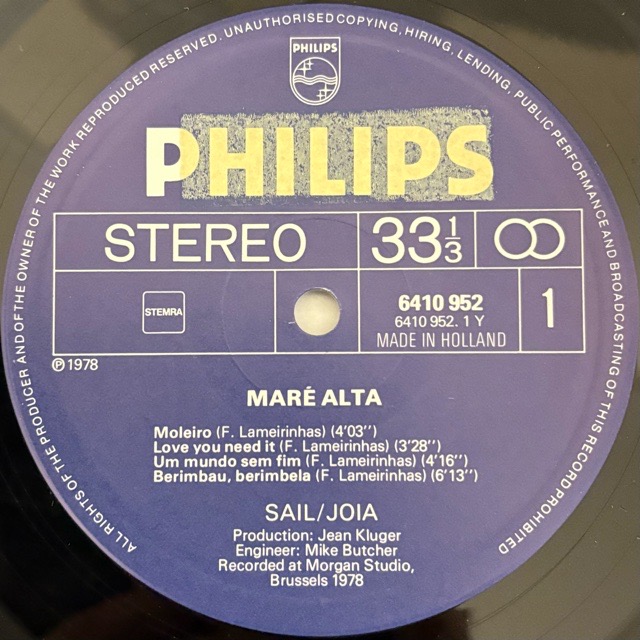 ALL RIGHTS OF THE PRODUCER AND OF THE OWNER OF THE WORK REPRODUCED RESERVED. UNAUTHORISED COPYING, HIRING, LENDING, PUBLIC PERFORMANCE AND BROADCASTING OF THIS RECORD PROHIBITED
PHILIPS
PHILIPS
STEREO 33 1/3
STEMRA
6410 952
6410 952. 1 Y
MADE IN HOLLAND
1
℗ 1978
MARÉ ALTA
Moleiro (F. Lameirinhas) (4'03'')
Love you need it (F. Lameirinhas) (3'28'')
Um mundo sem fim (F. Lameirinhas) (4'16'')
Berimbau, berimbela (F. Lameirinhas) (6'13'')
SAIL/JOIA
Production: Jean Kluger
Engineer: Mike Butcher
Recorded at Morgan Studio,
Brussels 1978